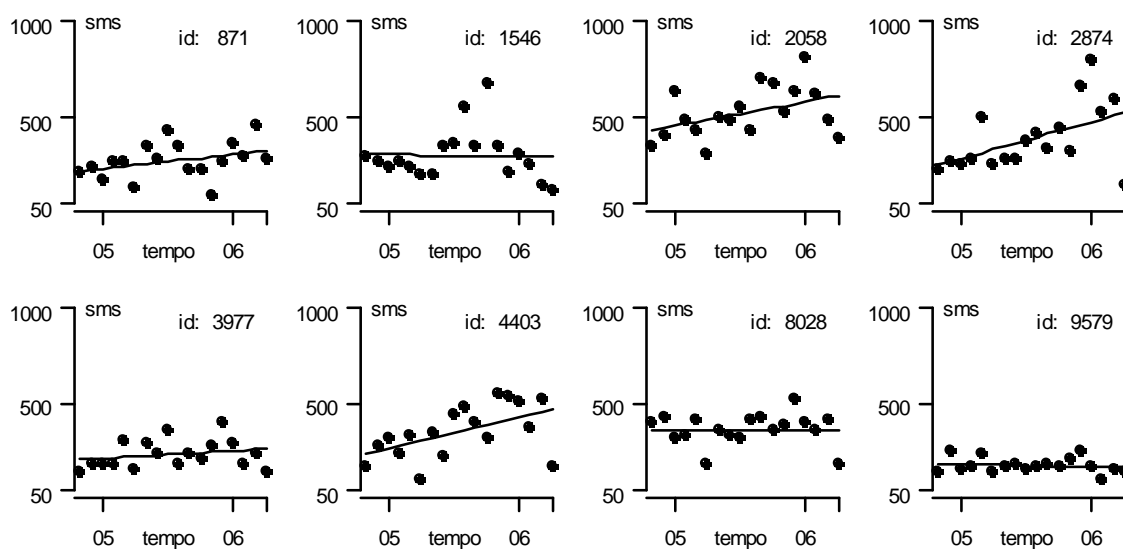 1000 sms id: 871
500
50
05 tempo 06
1000 sms id: 1546
500
50
05 tempo 06
1000 sms id: 2058
500
50
05 tempo 06
1000 sms id: 2874
500
50
05 tempo 06
1000 sms id: 3977
500
50
05 tempo 06
1000 sms id: 4403
500
50
05 tempo 06
1000 sms id: 8028
500
50
05 tempo 06
1000 sms id: 9579
500
50
05 tempo 06